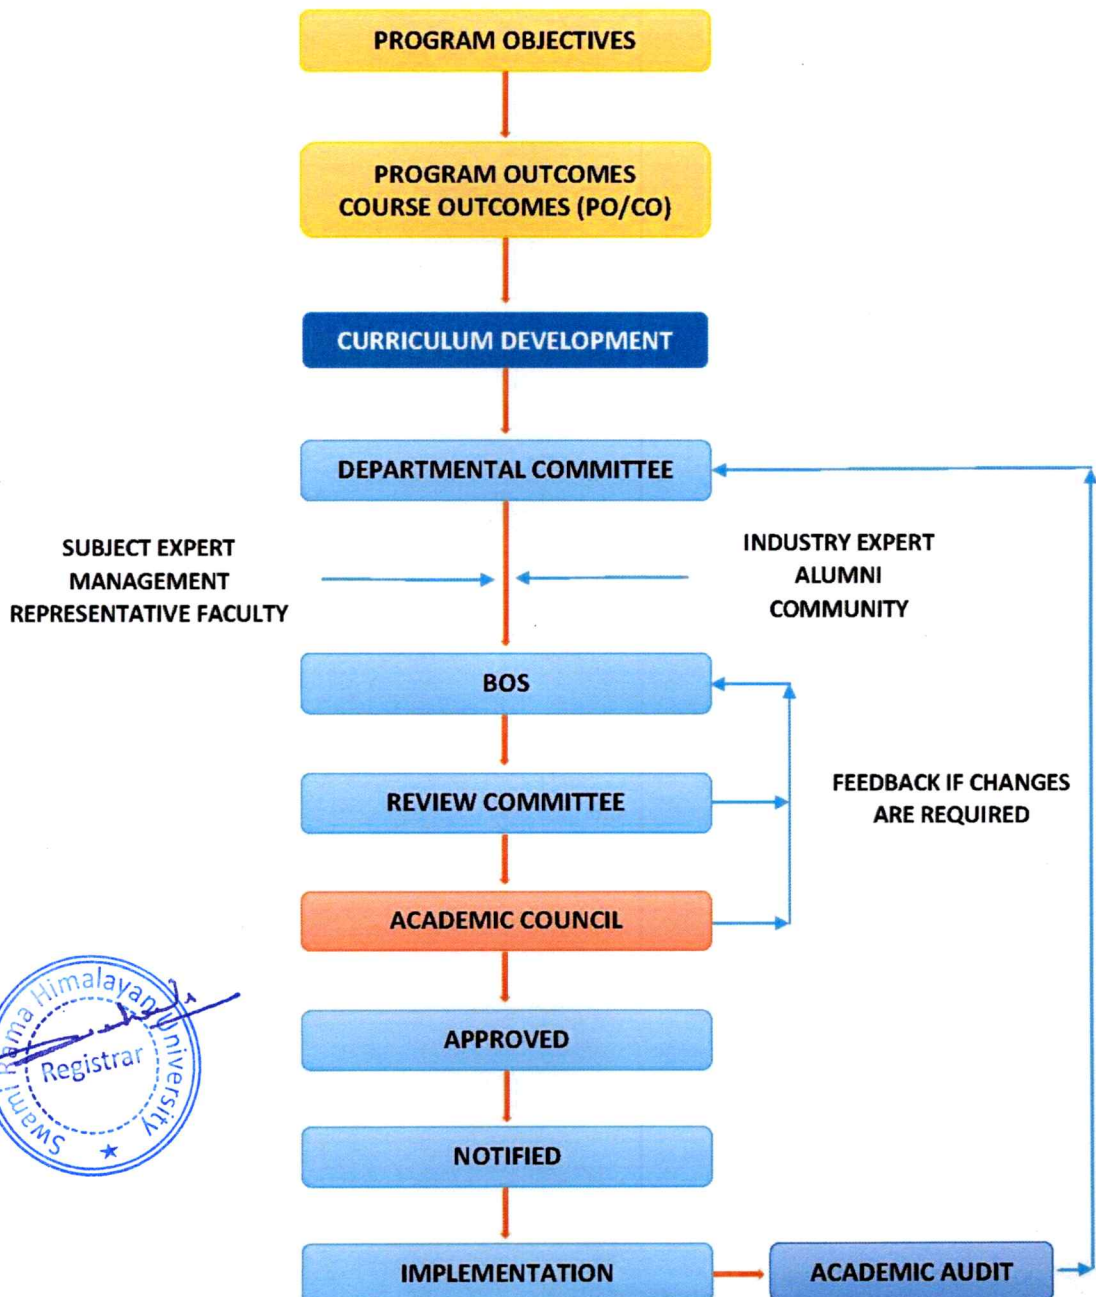 PROGRAM OBJECTIVES
PROGRAM OUTCOMES
COURSE OUTCOMES (PO/CO)
CURRICULUM DEVELOPMENT
DEPARTMENTAL COMMITTEE
SUBJECT EXPERT
MANAGEMENT
REPRESENTATIVE FACULTY
INDUSTRY EXPERT
ALUMNI
COMMUNITY
BOS
REVIEW COMMITTEE
FEEDBACK IF CHANGES
ARE REQUIRED
ACADEMIC COUNCIL
APPROVED
Swami Rama Himalayan University
Registrar
NOTIFIED
IMPLEMENTATION
ACADEMIC AUDIT